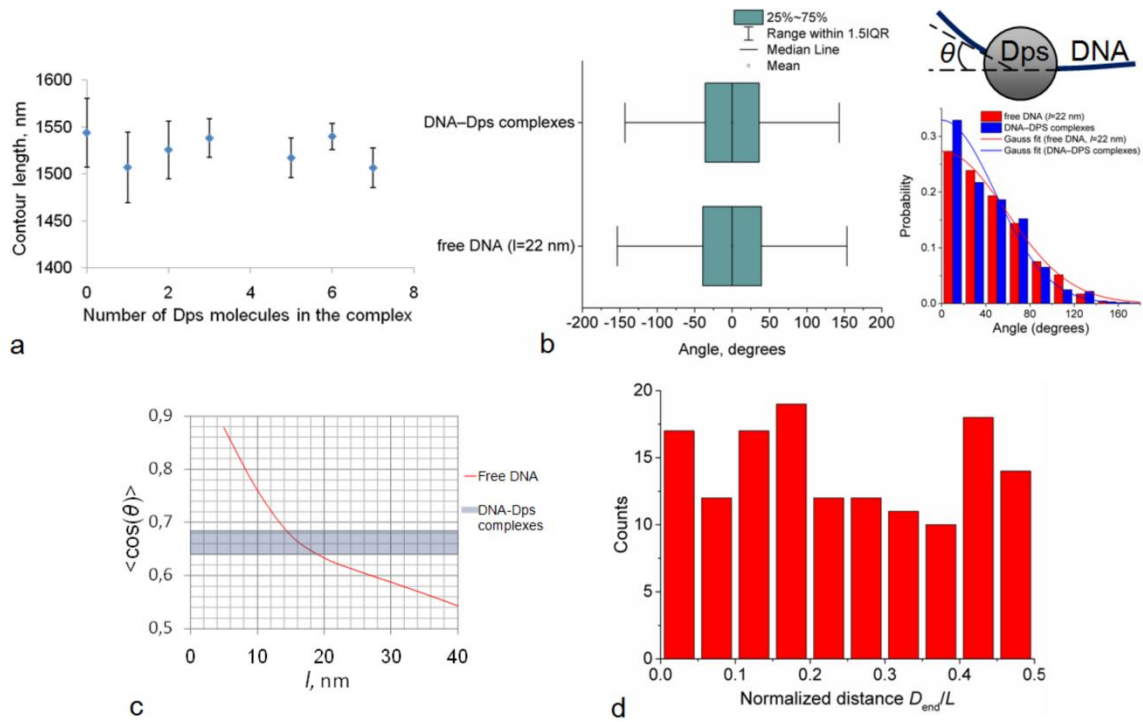 1600
1550
1500
1450
1400
Contour length, nm
0 2 4 6 8
Number of Dps molecules in the complex
a
25%~75%
Range within 1.5IQR
Median Line
Mean
DNA–Dps complexes
free DNA (l=22 nm)
-200 -150 -100 -50 0 50 100 150 200
Angle, degrees
b
θ Dps DNA
free DNA (l=22 nm)
DNA–DPS complexes
Gauss fit (free DNA, l=22 nm)
Gauss fit (DNA–DPS complexes)
0.3
0.2
0.1
0.0
Probability
0 40 80 120 160
Angle (degrees)
0,9
0,8
0,7
0,6
0,5
<cos(θ)>
0 10 20 30 40
l, nm
Free DNA
DNA-Dps
complexes
c
20
15
10
5
0
Counts
0.0 0.1 0.2 0.3 0.4 0.5
Normalized distance Dend/L
d